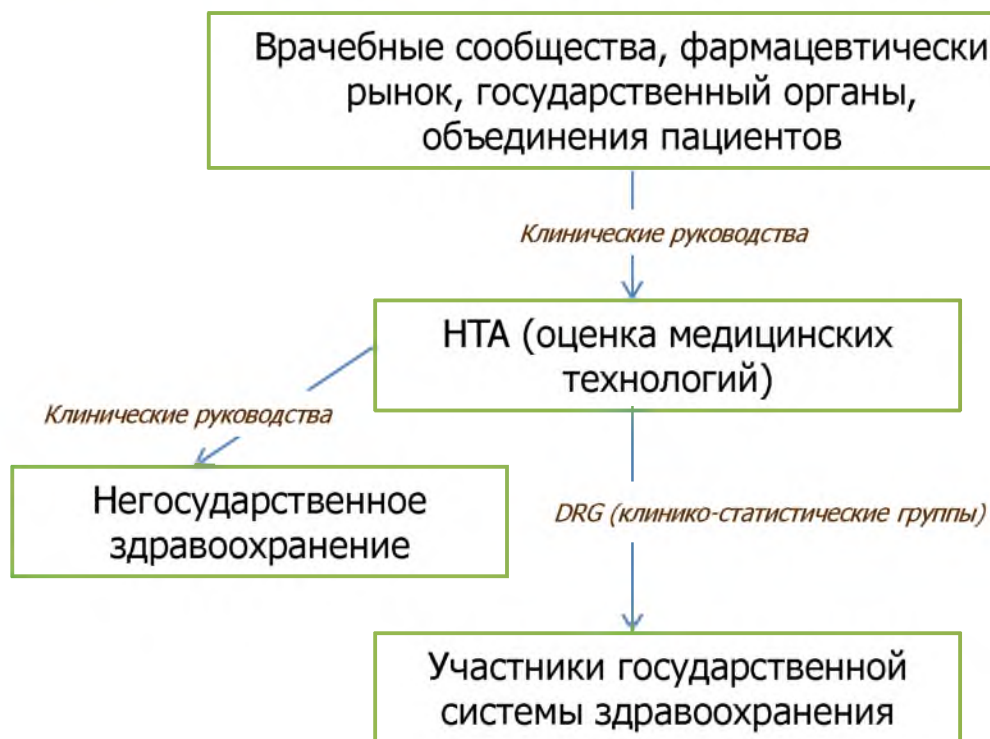 Врачебные сообщества, фармацевтически
рынок, государственный органы,
объединения пациентов
Клинические руководства
НТА (оценка медицинских
технологий)
Клинические руководства
Негосударственное
здравоохранение
DRG (клинико-статистические группы)
Участники государственной
системы здравоохранения